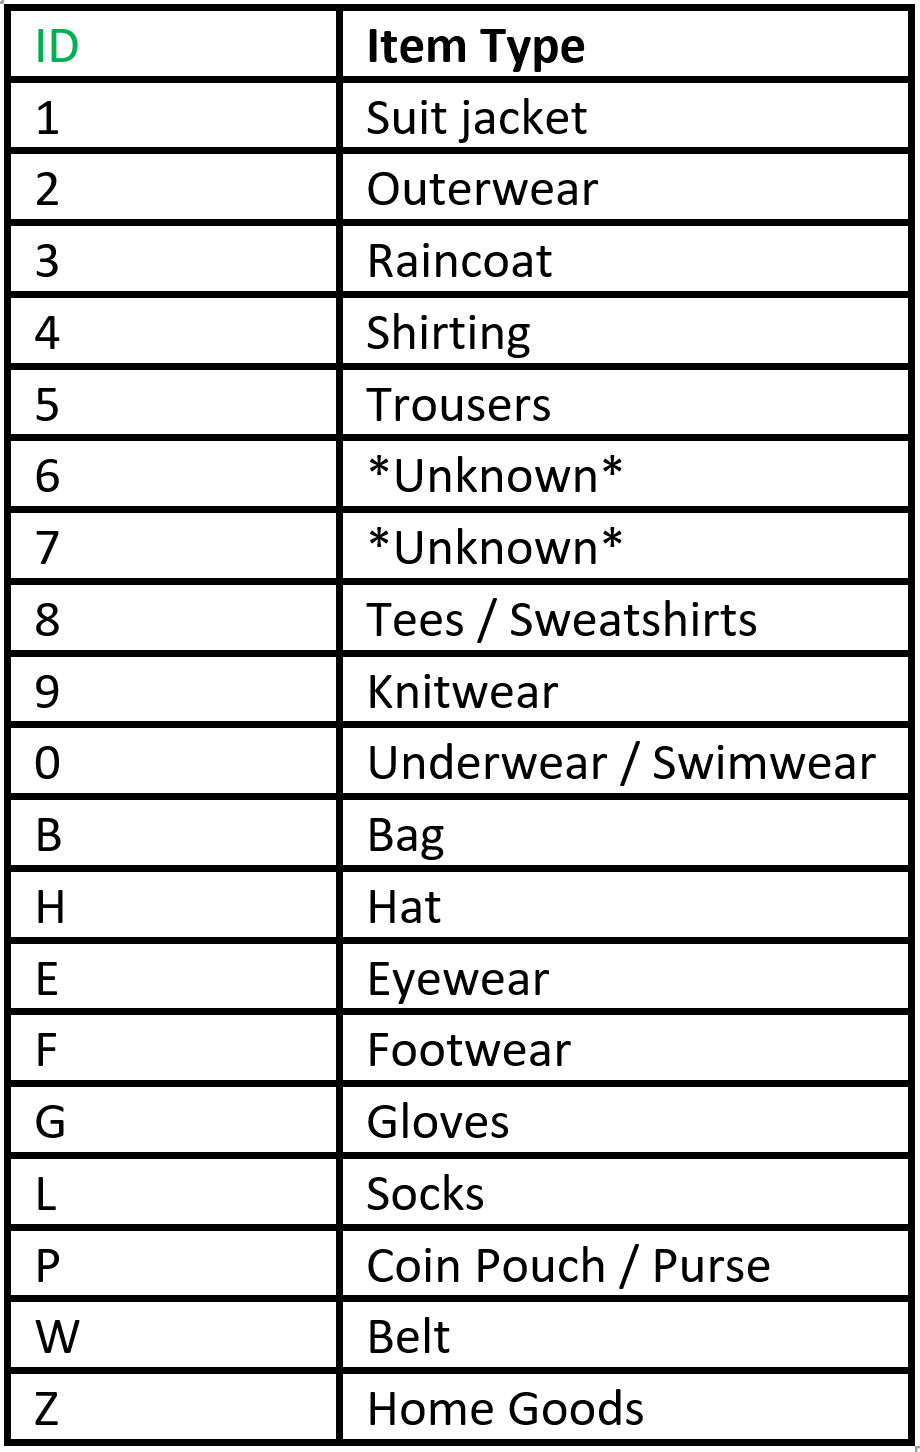 ID Item Type
1 Suit jacket
2 Outerwear
3 Raincoat
4 Shirting
5 Trousers
6 *Unknown*
7 *Unknown*
8 Tees / Sweatshirts
9 Knitwear
0 Underwear / Swimwear
B Bag
H Hat
E Eyewear
F Footwear
G Gloves
L Socks
P Coin Pouch / Purse
W Belt
Z Home Goods